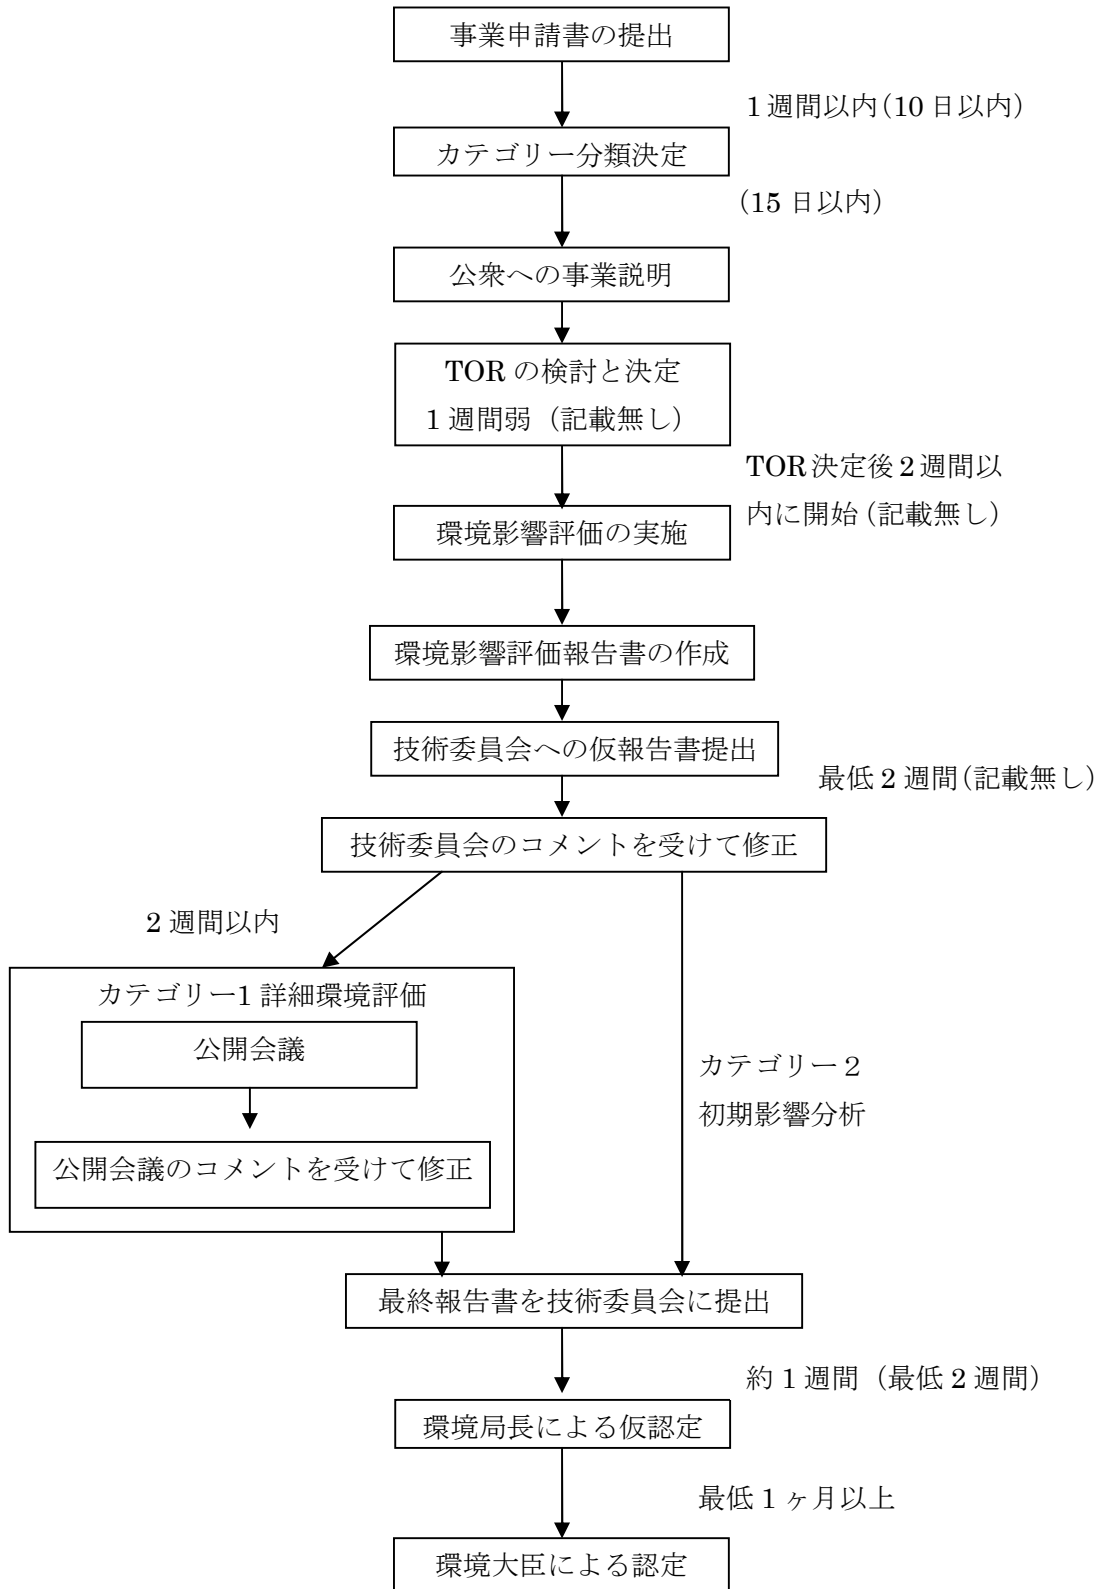 事業申請書の提出
1週間以内(10日以内)
カテゴリー分類決定
(15日以内)
公衆への事業説明
TORの検討と決定
1週間弱（記載無し）
TOR決定後2週間以
内に開始(記載無し)
環境影響評価の実施
環境影響評価報告書の作成
技術委員会への仮報告書提出
最低2週間(記載無し)
技術委員会のコメントを受けて修正
2週間以内
カテゴリー1詳細環境評価
公開会議
公開会議のコメントを受けて修正
カテゴリー２
初期影響分析
最終報告書を技術委員会に提出
約1週間（最低2週間）
環境局長による仮認定
最低1ヶ月以上
環境大臣による認定